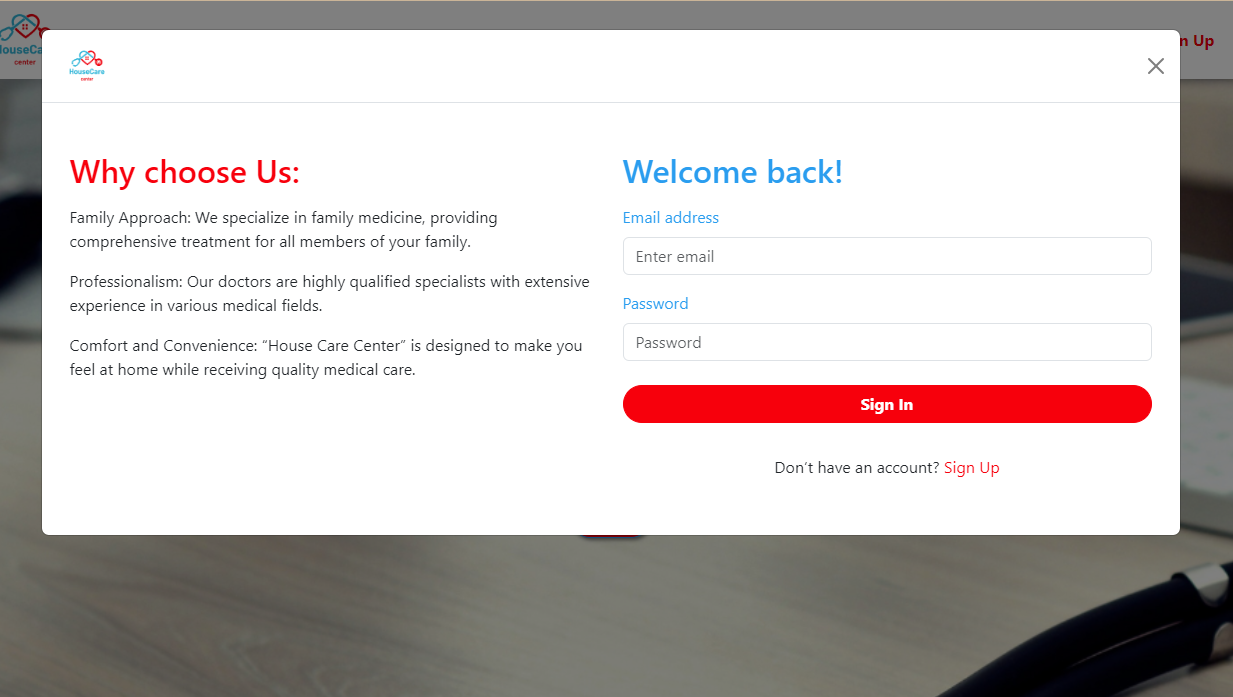 HouseCa
center
n Up
HouseCare
center
Why choose Us:
Family Approach: We specialize in family medicine, providing
comprehensive treatment for all members of your family.
Professionalism: Our doctors are highly qualified specialists with extensive
experience in various medical fields.
Comfort and Convenience: “House Care Center” is designed to make you
feel at home while receiving quality medical care.
Welcome back!
Email address
Enter email
Password
Password
Sign In
Don’t have an account? Sign Up